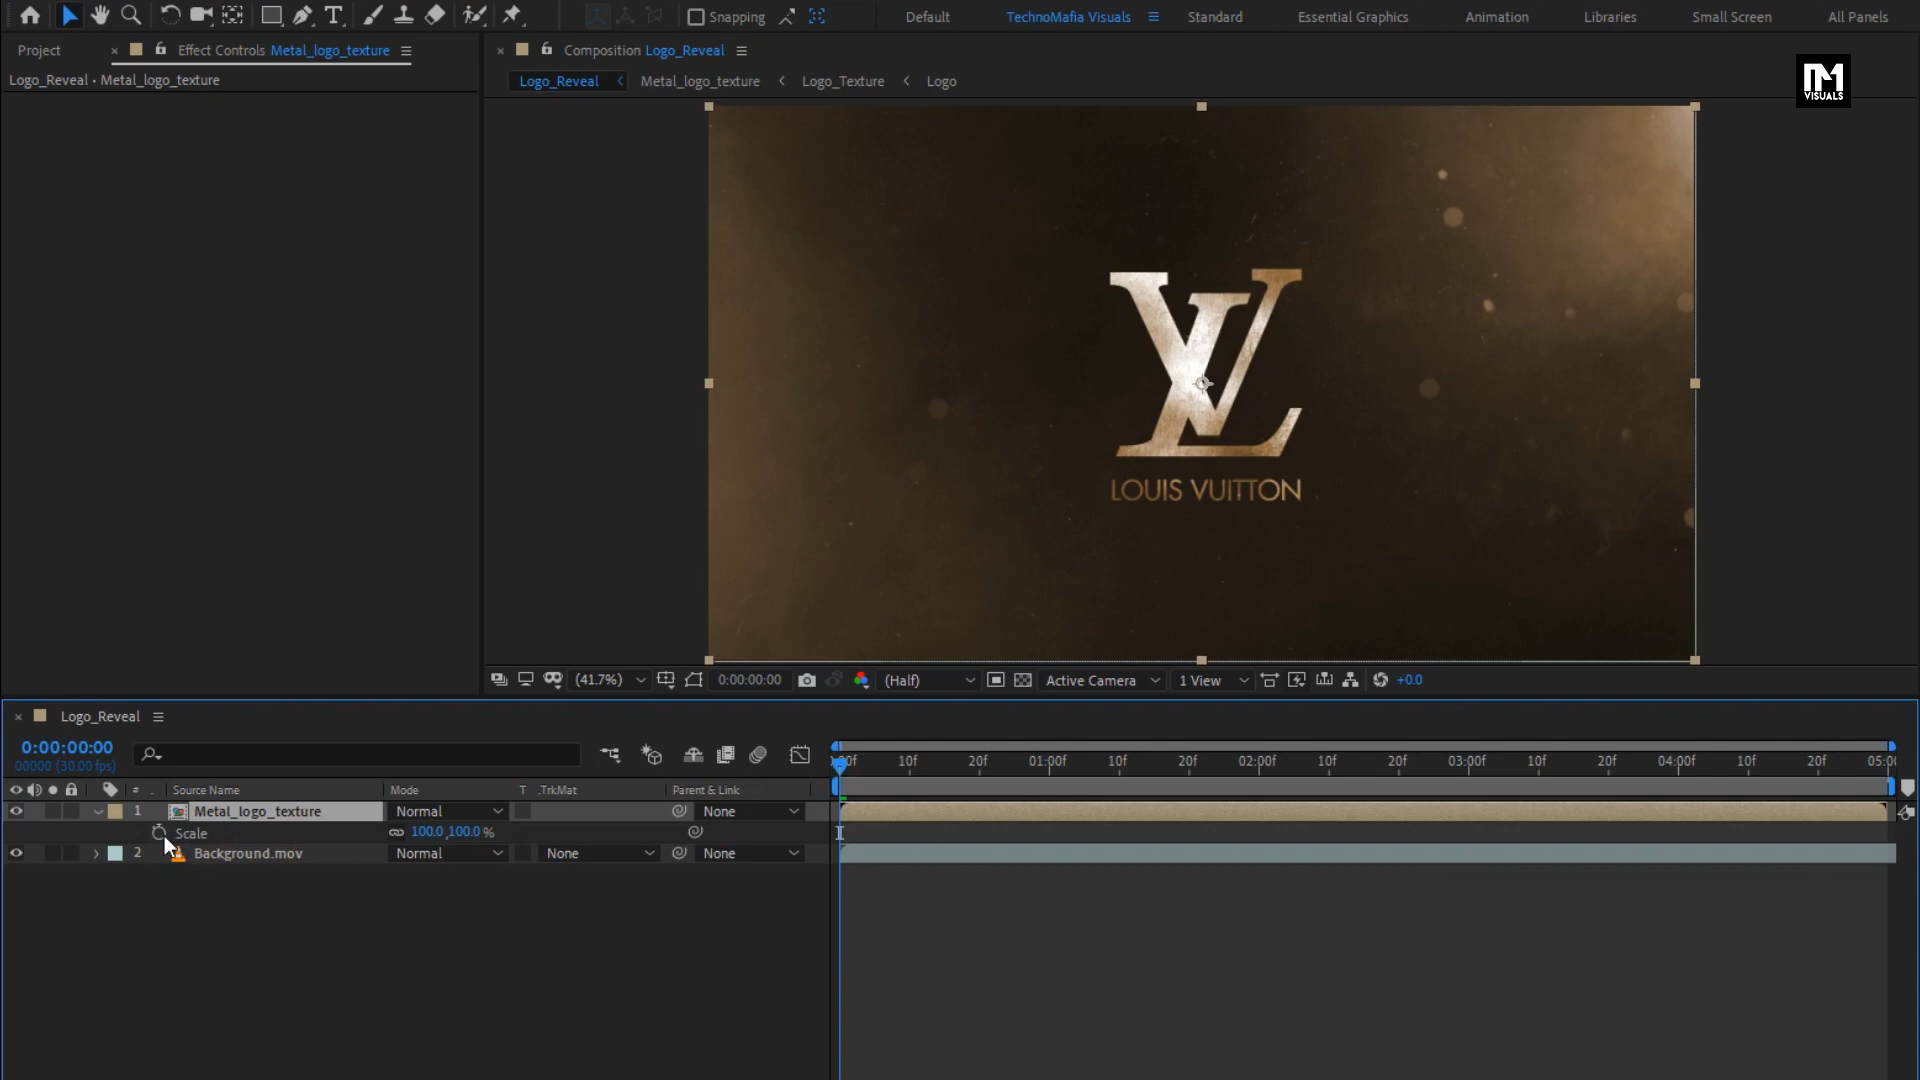 Snapping
Default
TechnoMafia Visuals
Standard
Essential Graphics
Animation
Libraries
Small Screen
All Panels
Project
Effect Controls Metal_logo_texture
Composition Logo_Reveal
Logo_Reveal • Metal_logo_texture
Logo_Reveal
Metal_logo_texture
Logo_Texture
Logo
TM
VISUALS
LV
LOUIS VUITTON
(41.7%)
0:00:00:00
(Half)
Active Camera
1 View
+0.0
Logo_Reveal
0:00:00:00
00000 (30.00 fps)
10f 20f 01:00f 10f 20f 02:00f 10f 20f 03:00f 10f 20f 04:00f 10f 20f
# Source Name Mode T .TrkMat Parent & Link
1 Metal_logo_texture Normal None
Scale 100.0,100.0 %
2 Background.mov Normal None None